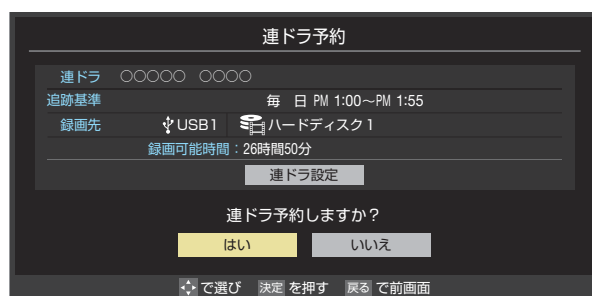 連ドラ予約
連ドラ ○○○○○ ○○○○
追跡基準 毎 日 PM 1:00～PM 1:55
録画先 USB1 ハードディスク1
録画可能時間：26時間50分
連ドラ設定
連ドラ予約しますか？
はい いいえ
で選び 決定 を押す 戻る で前画面